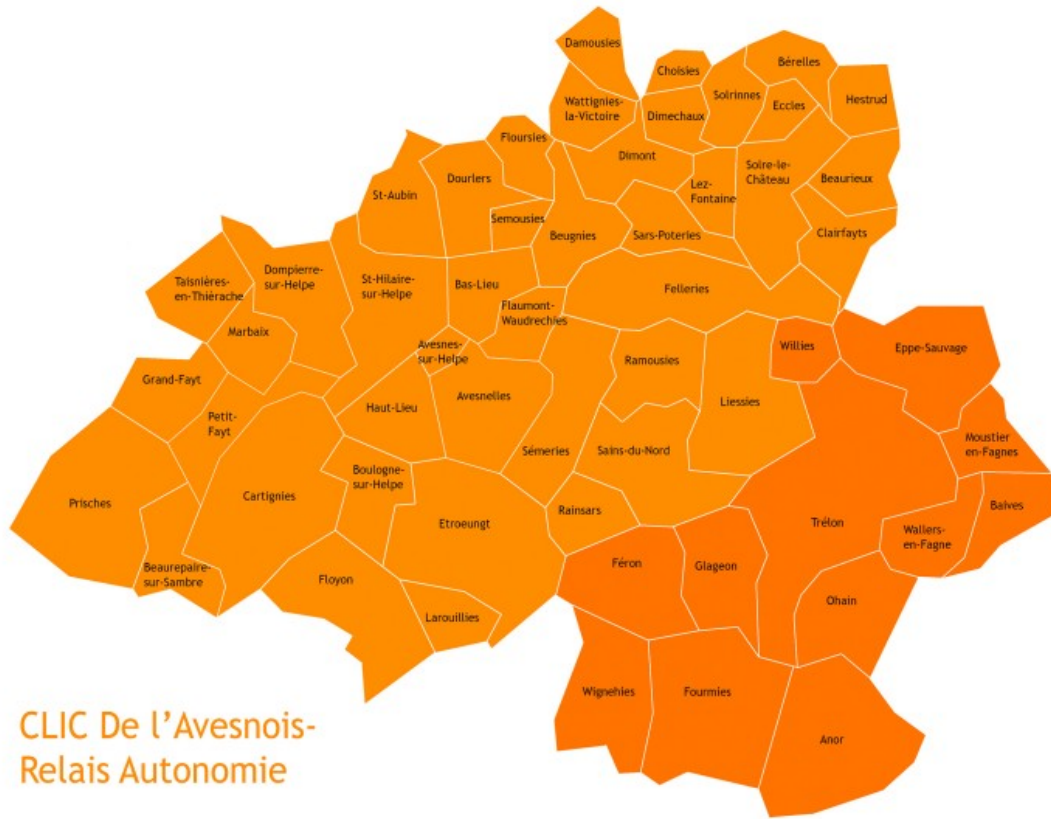 Damousies
Choisies
Bérelles
Solrinnes
Wattignies-
la-Victoire
Dimechaux
Eccles
Hestrud
Floursies
Dimont
Solre-le-
Château
St-Aubin
Dourlers
Lez-
Fontaine
Beaurieux
Semousies
Beugnies
Sars-Poteries
Clairfayts
Taisnières-
en-Thiérache
Dompierre-
sur-Helpe
St-Hilaire-
sur-Helpe
Bas-Lieu
Felleries
Flaumont-
Waudrechies
Marbaix
Avesnes-
sur-Helpe
Ramousies
Willies
Eppe-Sauvage
Grand-Fayt
Petit-
Fayt
Haut-Lieu
Avesnelles
Liessies
Sémeries
Sains-du-Nord
Moustier
en-Fagnes
Prisches
Cartignies
Boulogne-
sur-Helpe
Etroeungt
Rainsars
Trélon
Baives
Wallers-
en-Fagne
Beaurepaire-
sur-Sambre
Floyon
Féron
Glageon
Larouillies
Ohain
Wignehies
Fourmies
Anor
CLIC De l'Avesnois-
Relais Autonomie